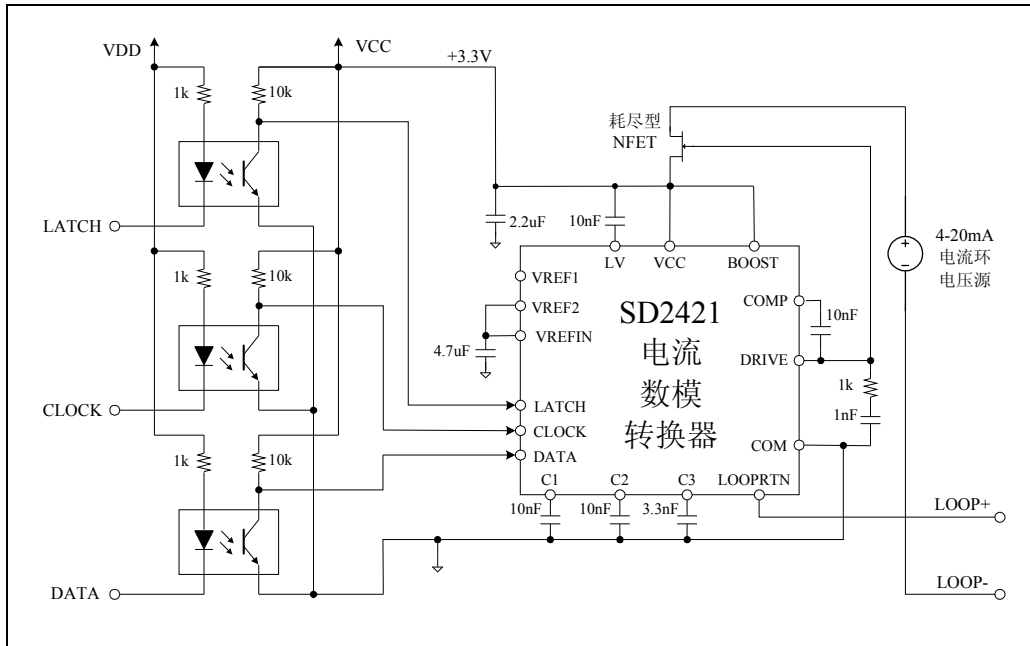 VDD
VCC
+3.3V
1k
10k
耗尽型
NFET
LATCH
2.2uF
10nF
4-20mA
电流环
电压源
LV
VCC
BOOST
1k
10k
VREF1
VREF2
VREFIN
4.7uF
SD2421
电流
数模
转换器
COMP
10nF
DRIVE
1k
1nF
COM
CLOCK
LATCH
CLOCK
DATA
1k
10k
C1
C2
C3
LOOPRTN
10nF
10nF
3.3nF
LOOP+
DATA
LOOP-